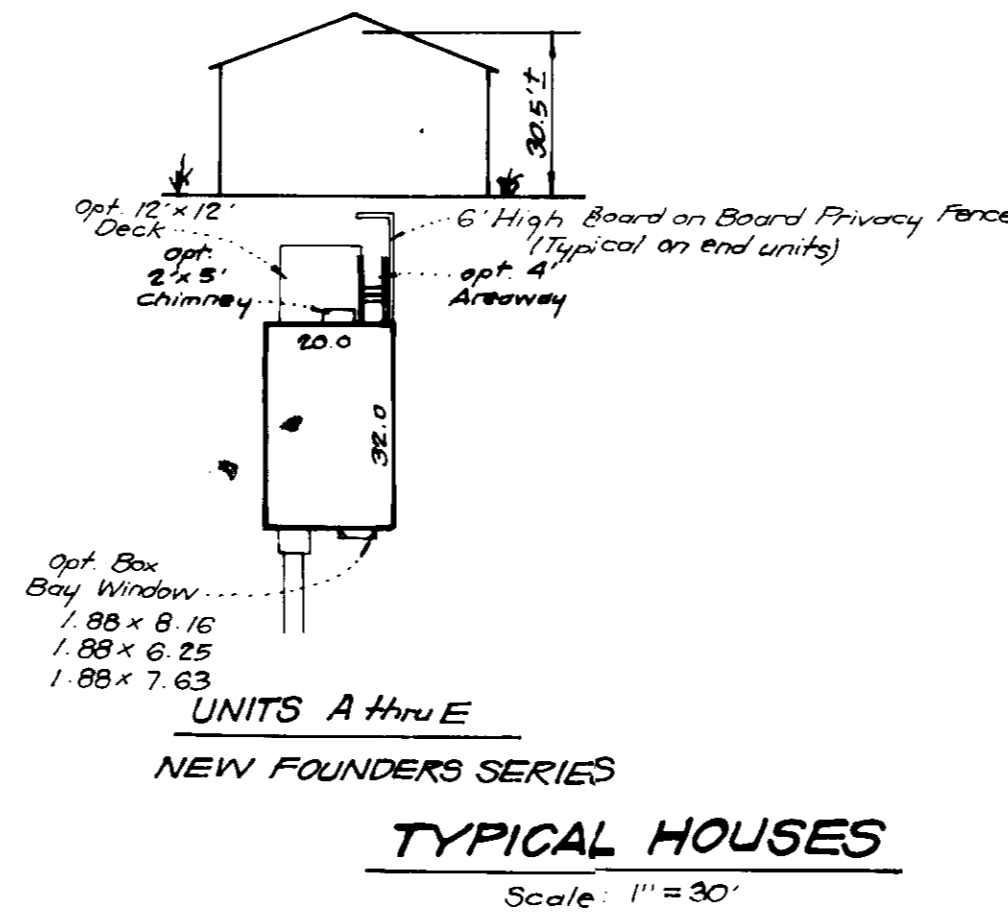 30.5'±
Opt. 12' x 12'
Deck
opt.
2' x 5'
chimney
6' High Board on Board Privacy Fence
(Typical on end units)
opt. 4'
Areaway
20.0
32.0
Opt. Box
Bay Window
1.88 x 8.16
1.88 x 6.25
1.88 x 7.63
UNITS A thru E
NEW FOUNDERS SERIES
TYPICAL HOUSES
Scale: 1" = 30'